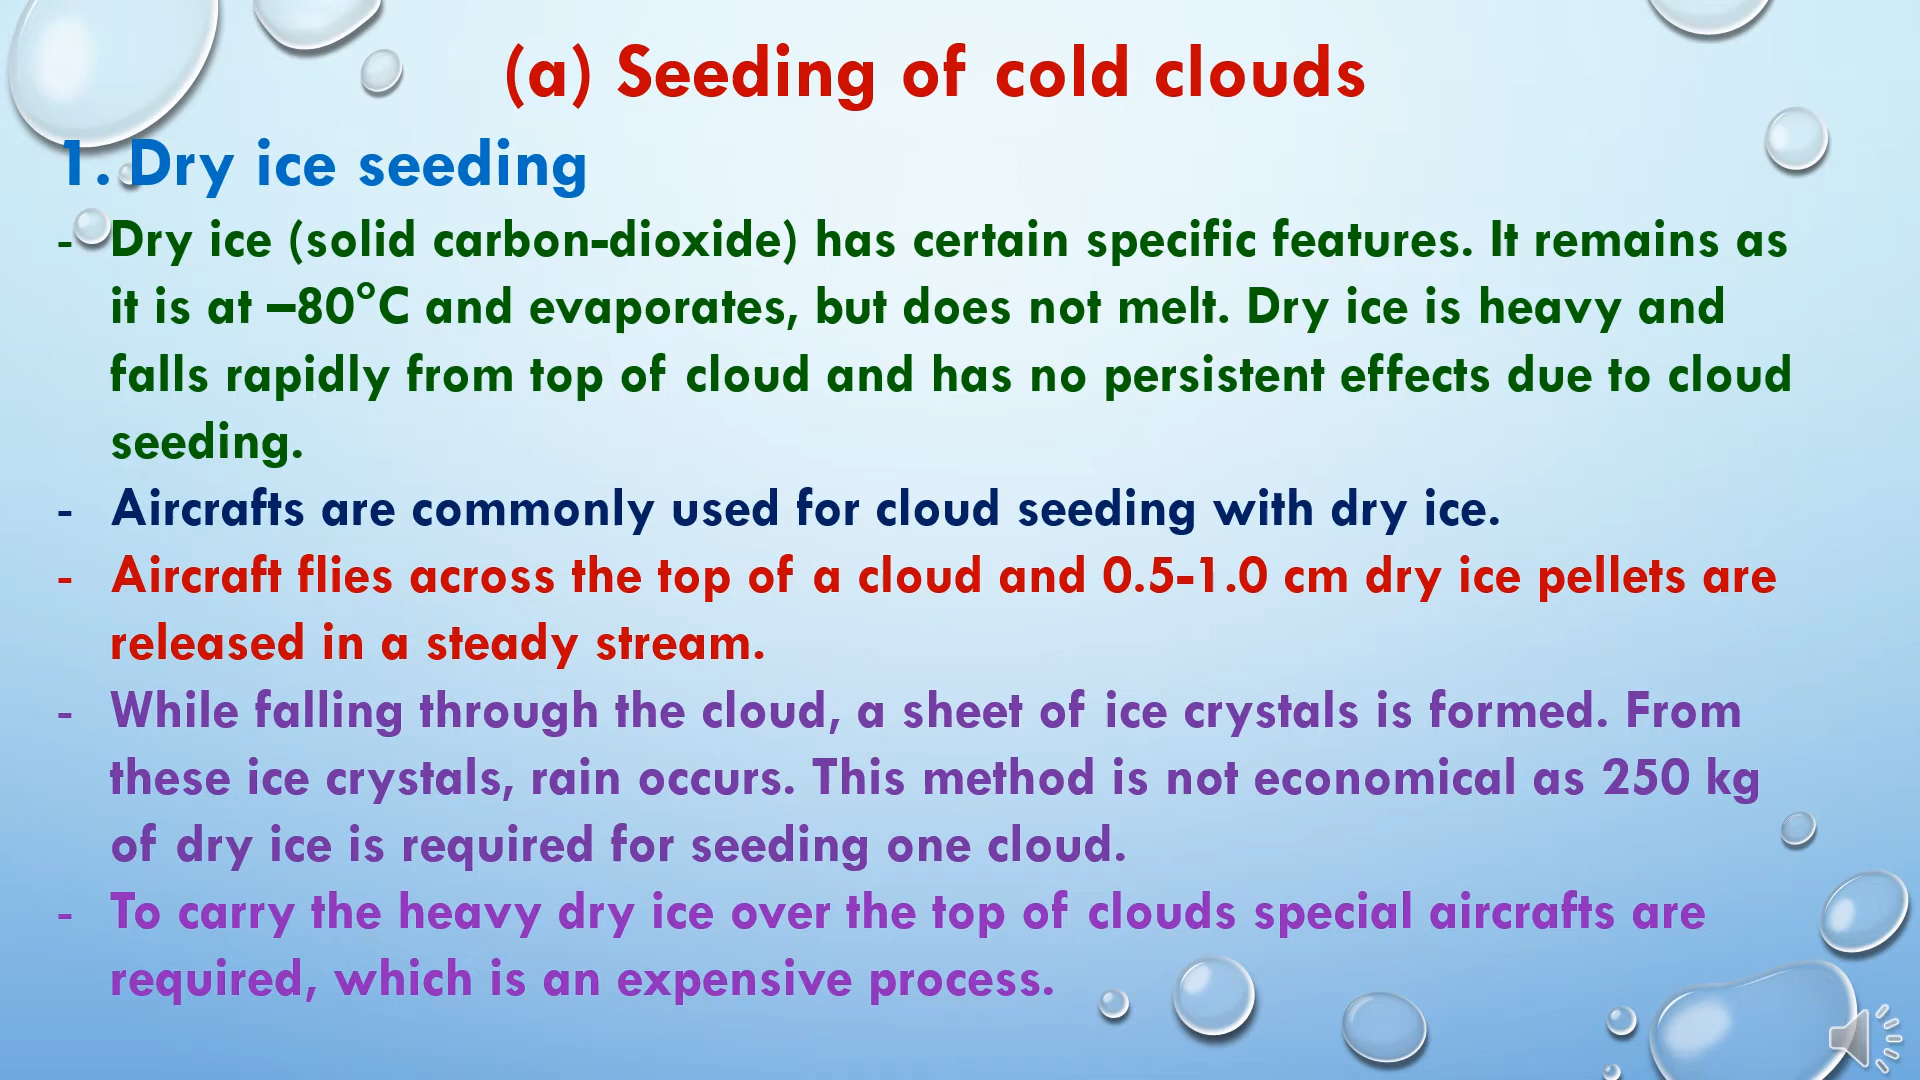 (a) Seeding of cold clouds
1. Dry ice seeding
- Dry ice (solid carbon-dioxide) has certain specific features. It remains as
it is at –80°C and evaporates, but does not melt. Dry ice is heavy and
falls rapidly from top of cloud and has no persistent effects due to cloud
seeding.
- Aircrafts are commonly used for cloud seeding with dry ice.
- Aircraft flies across the top of a cloud and 0.5-1.0 cm dry ice pellets are
released in a steady stream.
- While falling through the cloud, a sheet of ice crystals is formed. From
these ice crystals, rain occurs. This method is not economical as 250 kg
of dry ice is required for seeding one cloud.
- To carry the heavy dry ice over the top of clouds special aircrafts are
required, which is an expensive process.